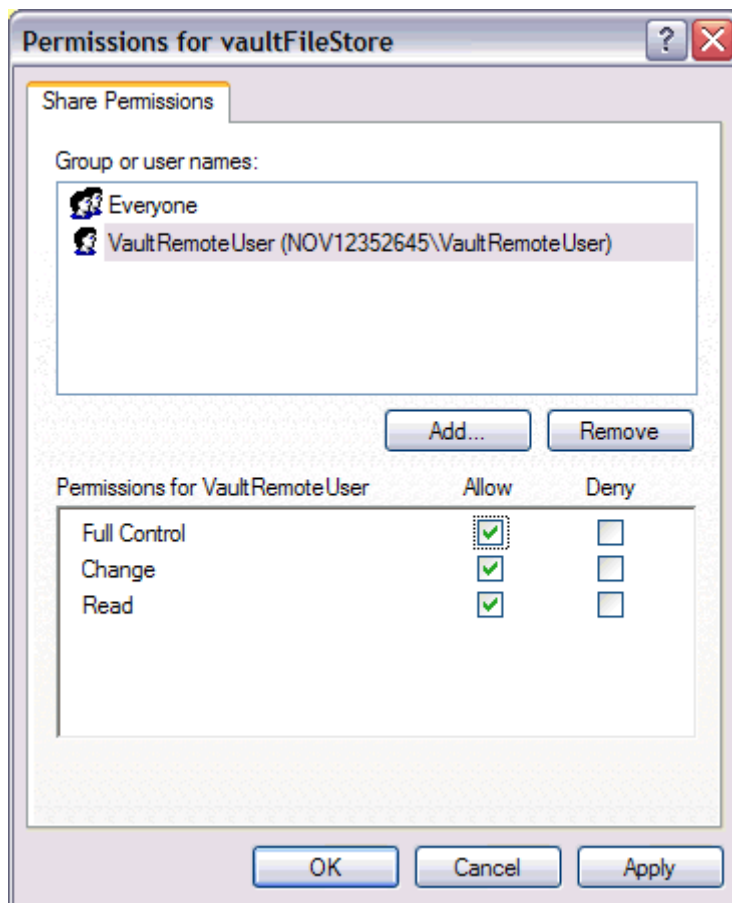 Permissions for vaultFileStore
?
Share Permissions
Group or user names:
Everyone
VaultRemoteUser (NOV12352645\VaultRemoteUser)
Add... Remove
Permissions for VaultRemoteUser Allow Deny
Full Control
Change
Read
OK Cancel Apply